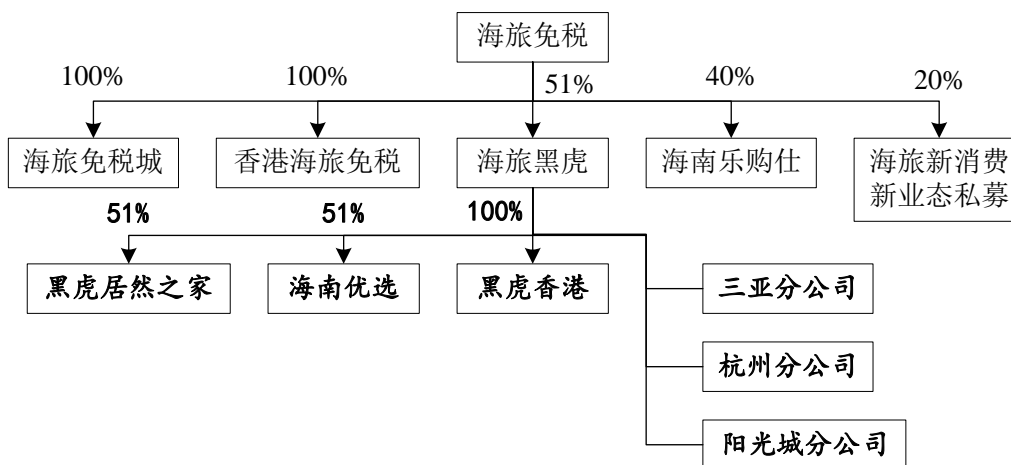 海旅免税
100%
100%
51%
40%
20%
海旅免税城
香港海旅免税
海旅黑虎
海南乐购仕
海旅新消费
新业态私募
51%
51%
100%
黑虎居然之家
海南优选
黑虎香港
三亚分公司
杭州分公司
阳光城分公司